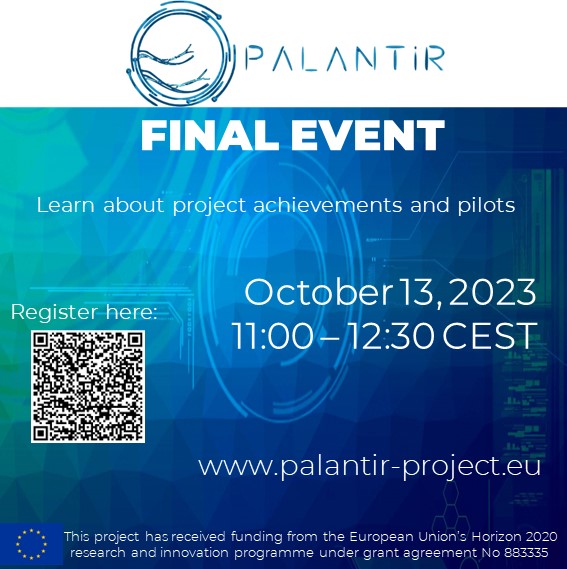 PALANTIR
FINAL EVENT
Learn about project achievements and pilots
October 13, 2023
11:00 – 12:30 CEST
Register here:
www.palantir-project.eu
This project has received funding from the European Union's Horizon 2020
research and innovation programme under grant agreement No 883335